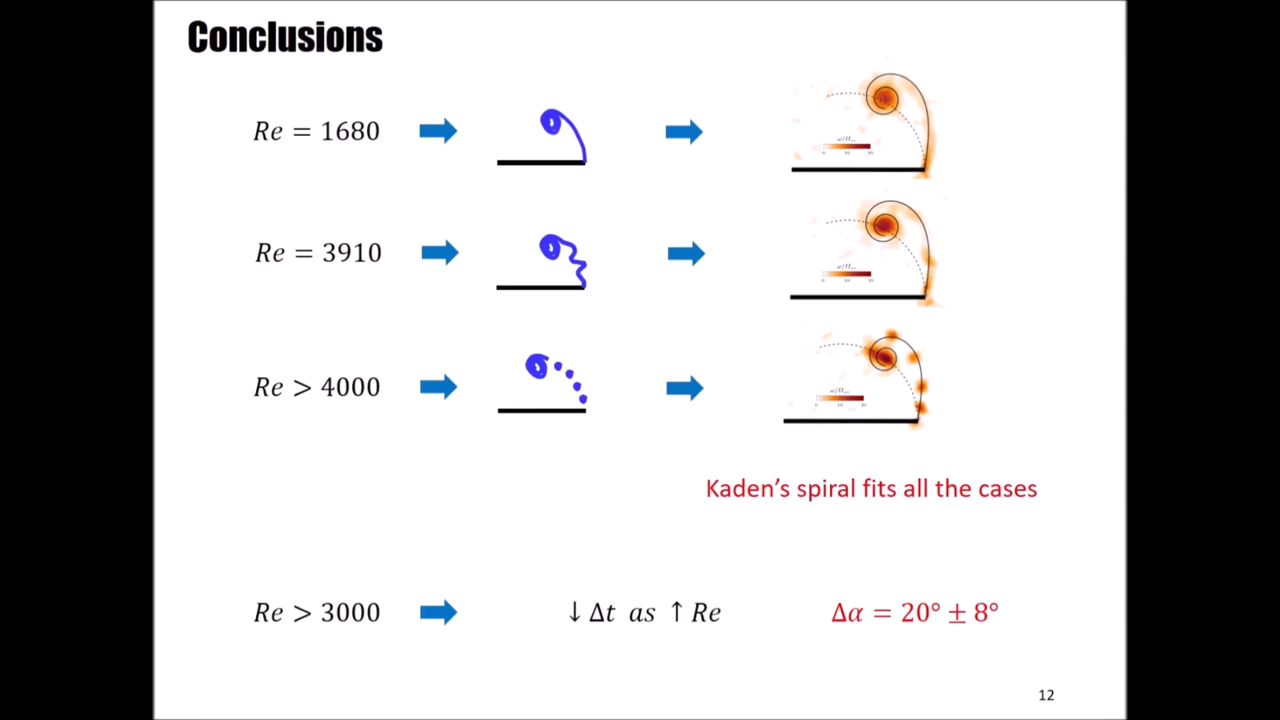 Conclusions
Re = 1680
Re = 3910
Re > 4000
Kaden's spiral fits all the cases
Re > 3000
↓ Δt as ↑ Re
Δα = 20° ± 8°
12